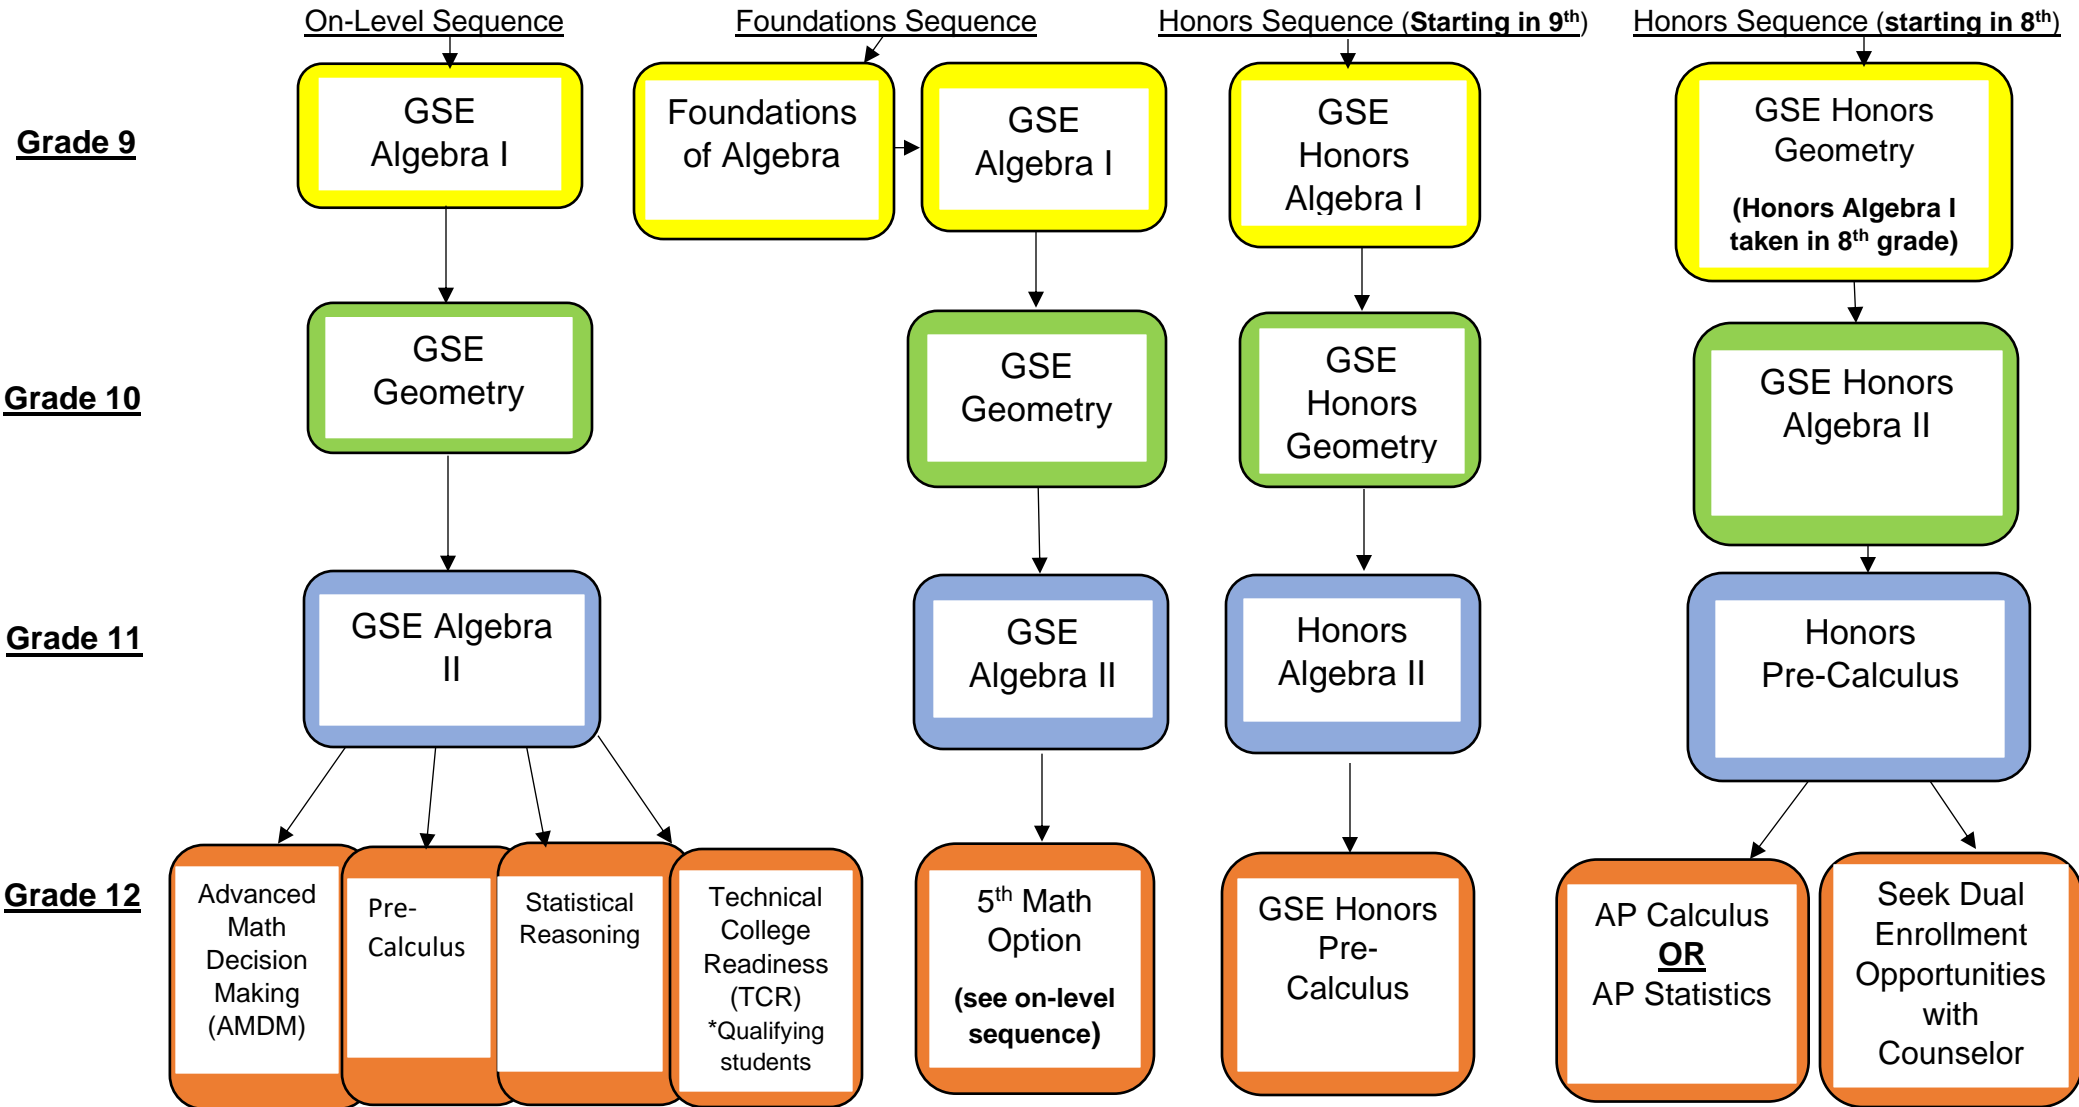 On-Level Sequence
Foundations Sequence
Honors Sequence (Starting in 9th)
Honors Sequence (starting in 8th)
Grade 9
GSE
Algebra I
Foundations
of Algebra
GSE
Algebra I
GSE
Honors
Algebra I
GSE Honors
Geometry
(Honors Algebra I
taken in 8th grade)
Grade 10
GSE
Geometry
GSE
Geometry
GSE
Honors
Geometry
GSE Honors
Algebra II
Grade 11
GSE Algebra
II
GSE
Algebra II
Honors
Algebra II
Honors
Pre-Calculus
Grade 12
Advanced
Math
Decision
Making
(AMDM)
Pre-
Calculus
Statistical
Reasoning
Technical
College
Readiness
(TCR)
*Qualifying
students
5th Math
Option
(see on-level
sequence)
GSE Honors
Pre-
Calculus
AP Calculus
OR
AP Statistics
Seek Dual
Enrollment
Opportunities
with
Counselor